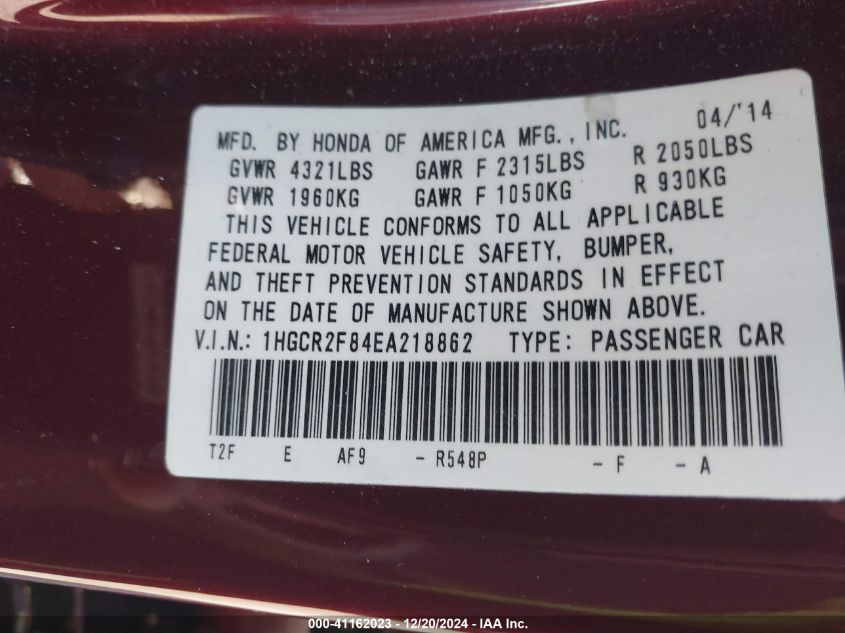 MFD. BY HONDA OF AMERICA MFG., INC. 04/'14
GVWR 4321LBS GAWR F 2315LBS R 2050LBS
GVWR 1960KG GAWR F 1050KG R 930KG
THIS VEHICLE CONFORMS TO ALL APPLICABLE
FEDERAL MOTOR VEHICLE SAFETY, BUMPER,
AND THEFT PREVENTION STANDARDS IN EFFECT
ON THE DATE OF MANUFACTURE SHOWN ABOVE.
V.I.N.: 1HGCR2F84EA218862 TYPE: PASSENGER CAR
T2F E AF9 - R548P - F - A
000-41162023 - 12/20/2024 - IAA Inc.